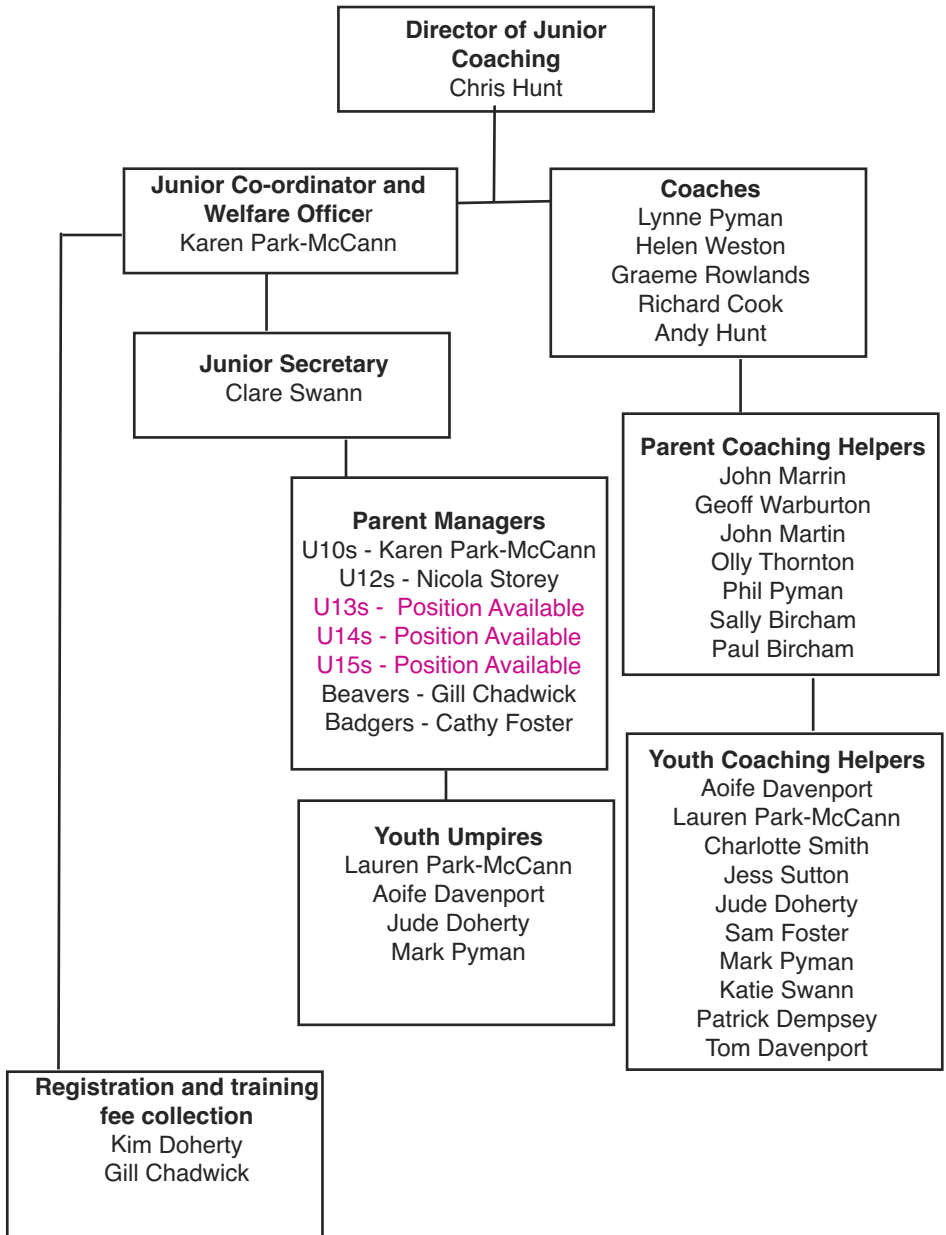 Director of Junior
Coaching
Chris Hunt
Junior Co-ordinator and
Welfare Officer
Karen Park-McCann
Coaches
Lynne Pyman
Helen Weston
Graeme Rowlands
Richard Cook
Andy Hunt
Junior Secretary
Clare Swann
Parent Coaching Helpers
John Marrin
Geoff Warburton
John Martin
Olly Thornton
Phil Pyman
Sally Bircham
Paul Bircham
Parent Managers
U10s - Karen Park-McCann
U12s - Nicola Storey
U13s - Position Available
U14s - Position Available
U15s - Position Available
Beavers - Gill Chadwick
Badgers - Cathy Foster
Youth Coaching Helpers
Aoife Davenport
Lauren Park-McCann
Charlotte Smith
Jess Sutton
Jude Doherty
Sam Foster
Mark Pyman
Katie Swann
Patrick Dempsey
Tom Davenport
Youth Umpires
Lauren Park-McCann
Aoife Davenport
Jude Doherty
Mark Pyman
Registration and training
fee collection
Kim Doherty
Gill Chadwick